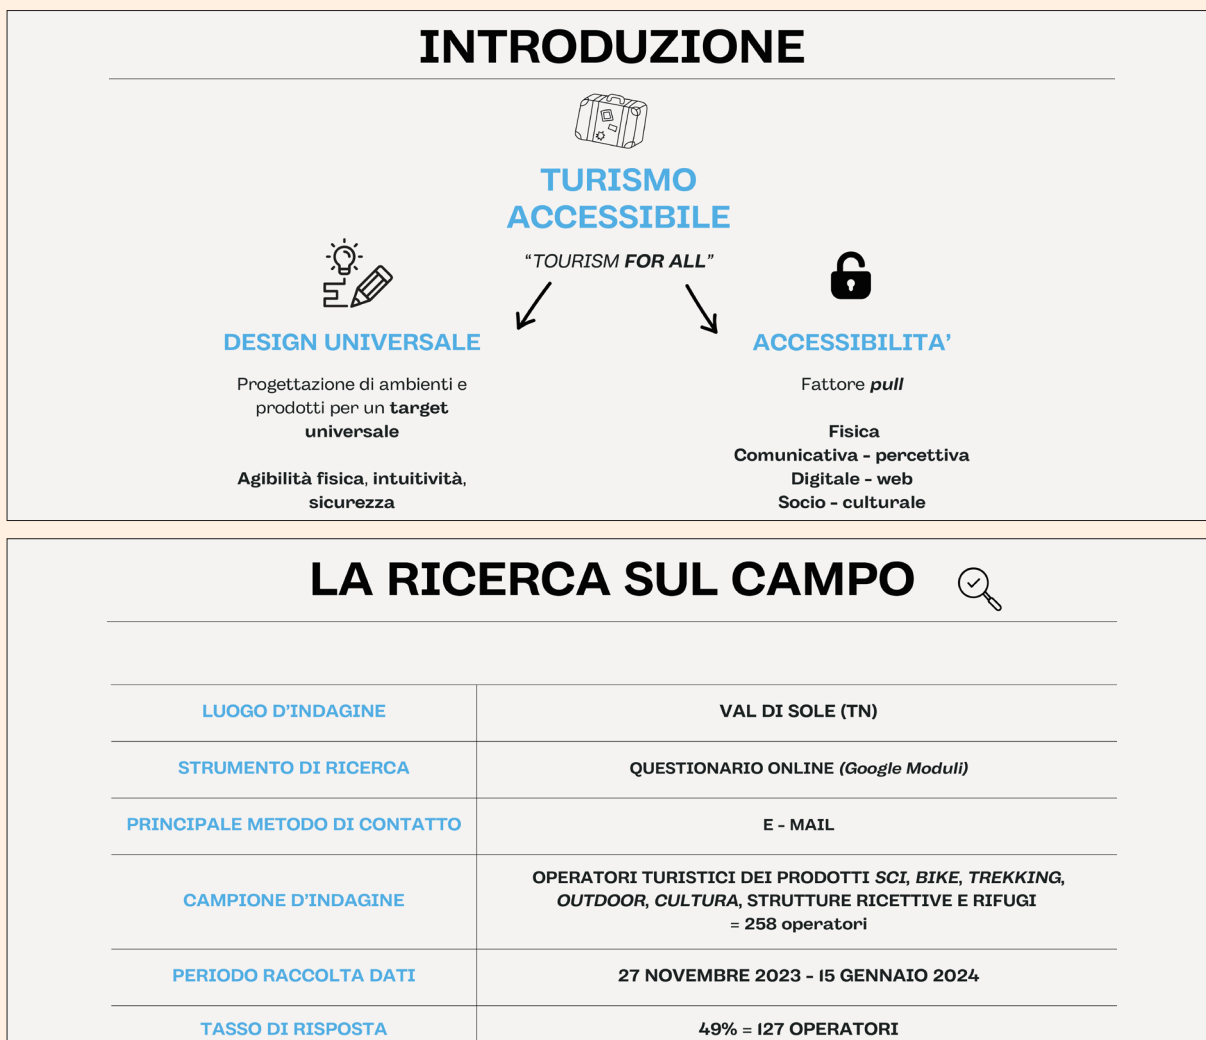 INTRODUZIONE
TURISMO
ACCESSIBILE
“TOURISM FOR ALL”
DESIGN UNIVERSALE
Progettazione di ambienti e
prodotti per un target
universale
Agibilità fisica, intuitività,
sicurezza
ACCESSIBILITA’
Fattore pull
Fisica
Comunicativa - percettiva
Digitale - web
Socio - culturale
LA RICERCA SUL CAMPO
LUOGO D’INDAGINE
VAL DI SOLE (TN)
STRUMENTO DI RICERCA
QUESTIONARIO ONLINE (Google Moduli)
PRINCIPALE METODO DI CONTATTO
E - MAIL
CAMPIONE D’INDAGINE
OPERATORI TURISTICI DEI PRODOTTI SCI, BIKE, TREKKING,
OUTDOOR, CULTURA, STRUTTURE RICETTIVE E RIFUGI
= 258 operatori
PERIODO RACCOLTA DATI
27 NOVEMBRE 2023 - 15 GENNAIO 2024
TASSO DI RISPOSTA
49% = 127 OPERATORI